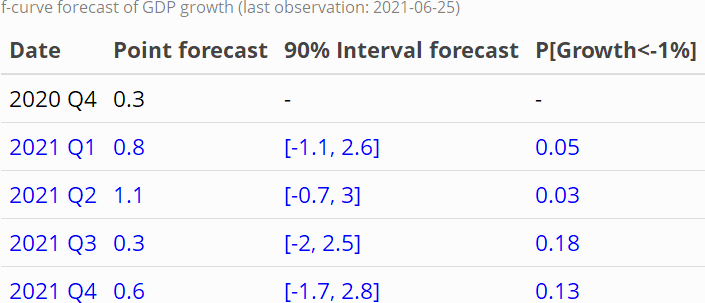 f-curve forecast of GDP growth (last observation: 2021-06-25)
Date Point forecast 90% Interval forecast P[Growth<-1%]
2020 Q4 0.3 - -
2021 Q1 0.8 [-1.1, 2.6] 0.05
2021 Q2 1.1 [-0.7, 3] 0.03
2021 Q3 0.3 [-2, 2.5] 0.18
2021 Q4 0.6 [-1.7, 2.8] 0.13